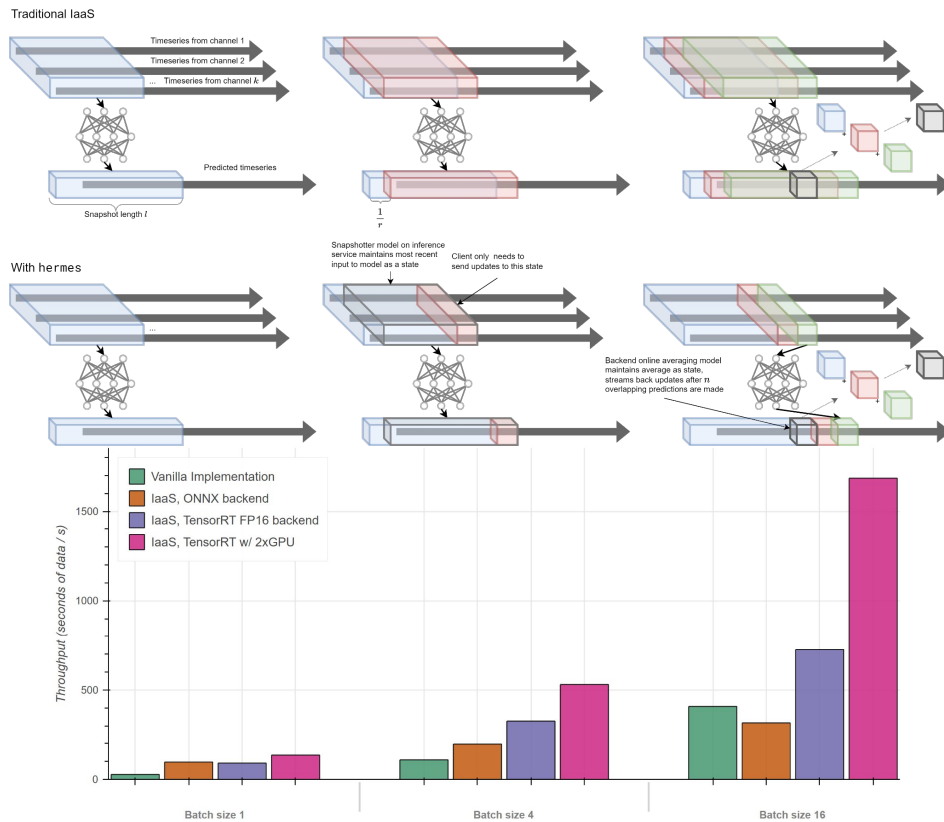 Traditional IaaS
Timeseries from channel 1
Timeseries from channel 2
... Timeseries from channel k
Predicted timeseries
Snapshot length l
1
r
+
+
With hermes
Snapshotter model on inference
service maintains most recent
input to model as a state
Client only needs to
send updates to this state
...
Backend online averaging model
maintains average as state,
streams back updates after n
overlapping predictions are made
+
+
Vanilla Implementation
IaaS, ONNX backend
IaaS, TensorRT FP16 backend
IaaS, TensorRT w/ 2xGPU
Throughput (seconds of data / s)
1500
1000
500
0
Batch size 1
Batch size 4
Batch size 16